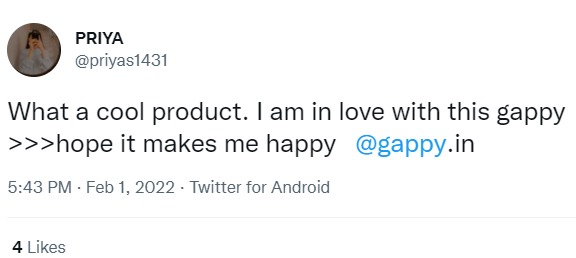 PRIYA
@priyas1431
What a cool product. I am in love with this gappy
>>>hope it makes me happy @gappy.in
5:43 PM · Feb 1, 2022 · Twitter for Android
4 Likes